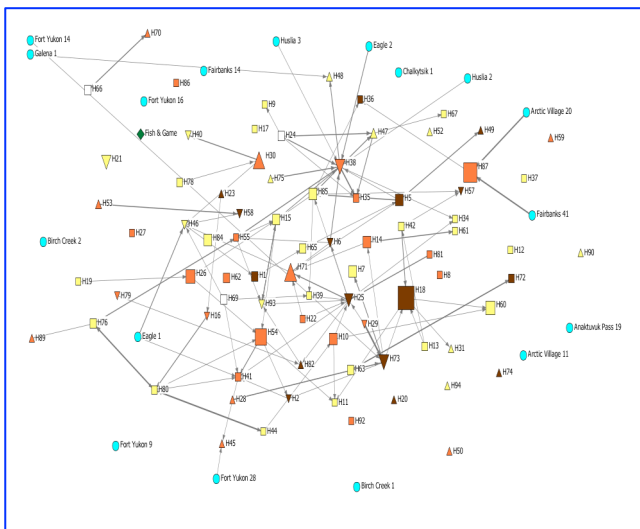 H70
Fort Yukon 14
Huslia 3
Eagle 2
Galena 1
Fairbanks 14
H48
Chalkytsik 1
Huslia 2
H86
H66
Fort Yukon 16
H9
H36
H67
Arctic Village 20
H17
Fish & Game
H40
H24
H47
H52
H49
H59
H21
H30
H38
H87
H78
H75
H37
H53
H23
H85
H35
H5
H57
H58
H15
H34
Fairbanks 41
H46
H42
H61
H27
H84
H55
H6
H14
Birch Creek 2
H65
H81
H12
H90
H19
H26
H62
H1
H71
H7
H8
H72
H79
H69
H93
H39
H25
H18
H60
H16
H22
H29
H76
Anaktuvuk Pass 19
H89
Eagle 1
H54
H10
H13
H31
Arctic Village 11
H82
H73
H63
H74
H41
H80
H94
H28
H2
H11
H20
H92
H44
Fort Yukon 9
H45
H50
Fort Yukon 28
Birch Creek 1